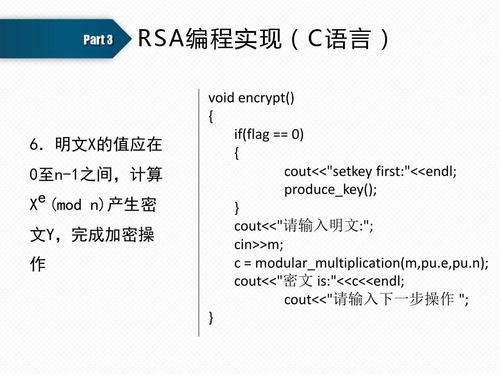 Part 3
RSA编程实现（C语言）
6. 明文X的值应在
0至n-1之间，计算
Xe(mod n)产生密
文Y，完成加密操
作
void encrypt()
{
if(flag == 0)
{
cout<<"setkey first:"<<endl;
produce_key();
}
cout<<"请输入明文:";
cin>>m;
c = modular_multiplication(m,pu.e,pu.n);
cout<<"密文 is:"<<c<<endl;
cout<<"请输入下一步操作 ";
}